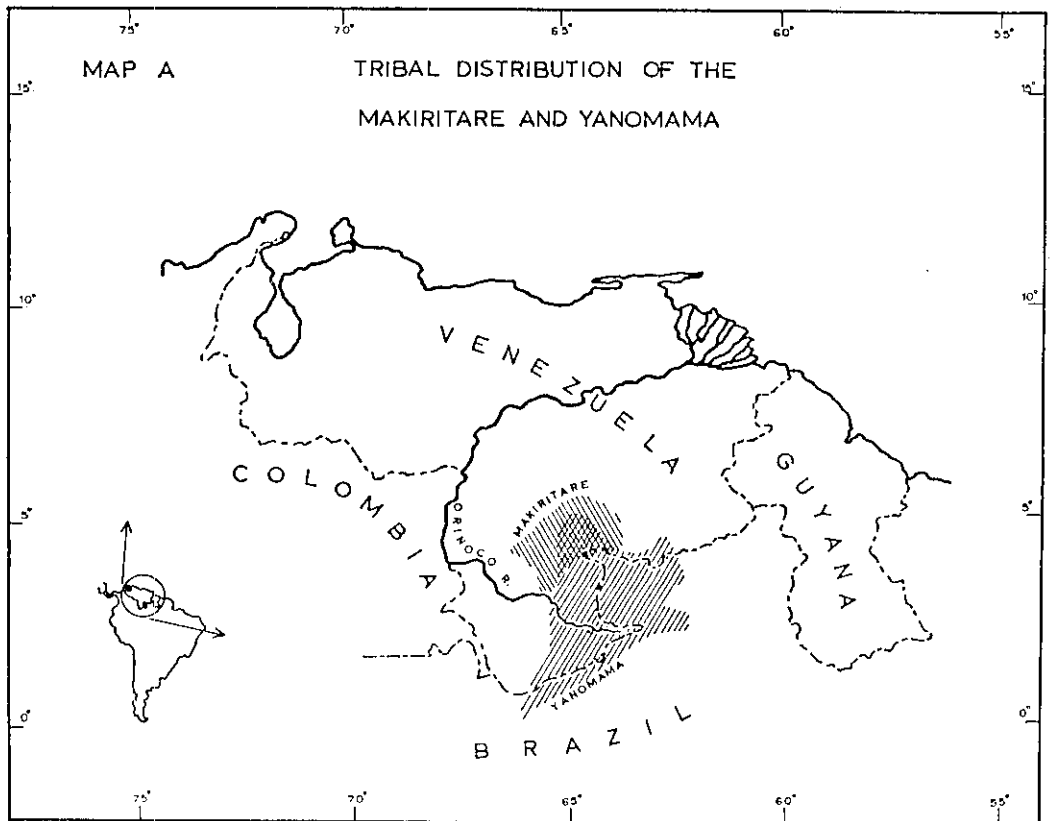 75° 70° 65° 60° 55°
MAP A
TRIBAL DISTRIBUTION OF THE
MAKIRITARE AND YANOMAMA
15° 15°
10° 10°
VENEZUELA
COLOMBIA
GUYANA
MAKIRITARE
5° 5°
ORINOCO R.
YANOMAMA
0° 0°
BRAZIL
75° 70° 65° 60° 55°